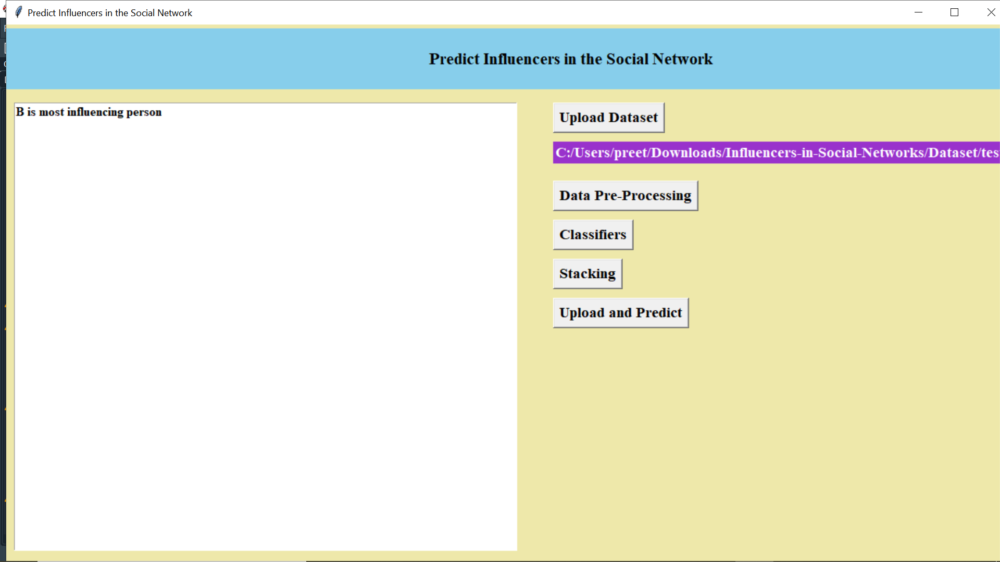 Predict Influencers in the Social Network
Predict Influencers in the Social Network
B is most influencing person
Upload Dataset
C:/Users/preet/Downloads/Influencers-in-Social-Networks/Dataset/tes
Data Pre-Processing
Classifiers
Stacking
Upload and Predict